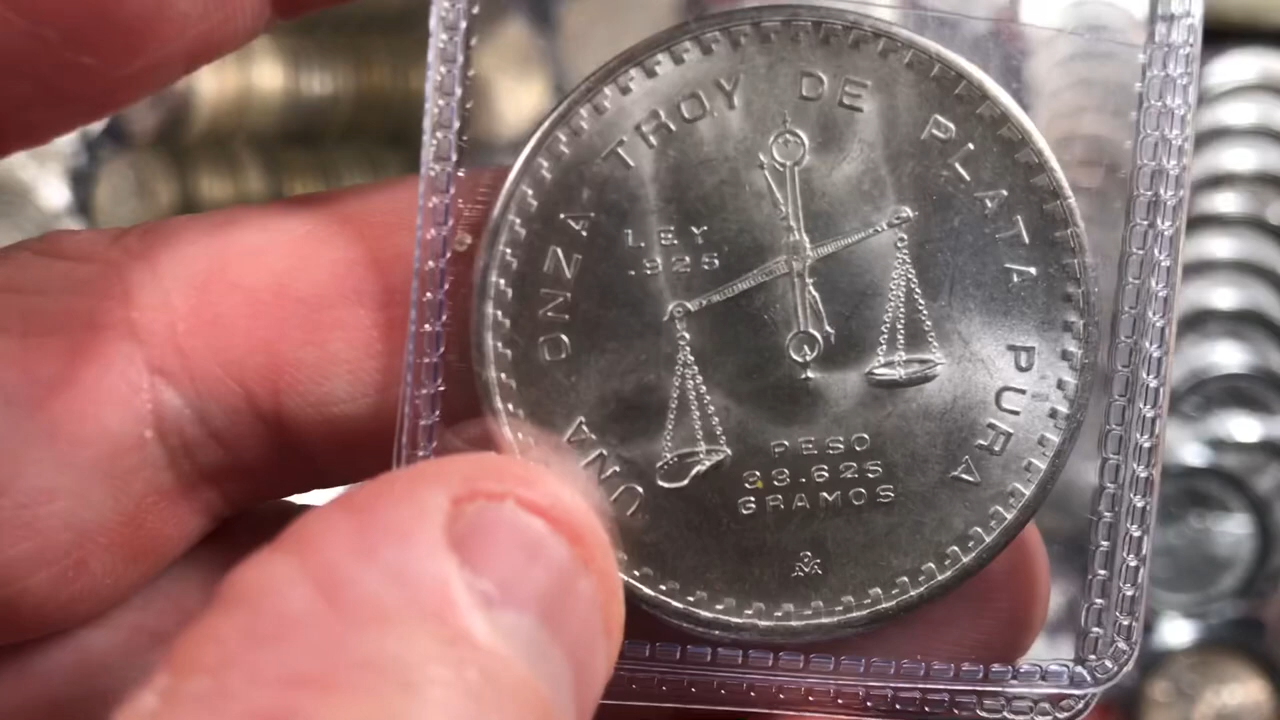 UNA ONZA TROY DE PLATA PURA
LEY
.925
PESO
33.625
GRAMOS